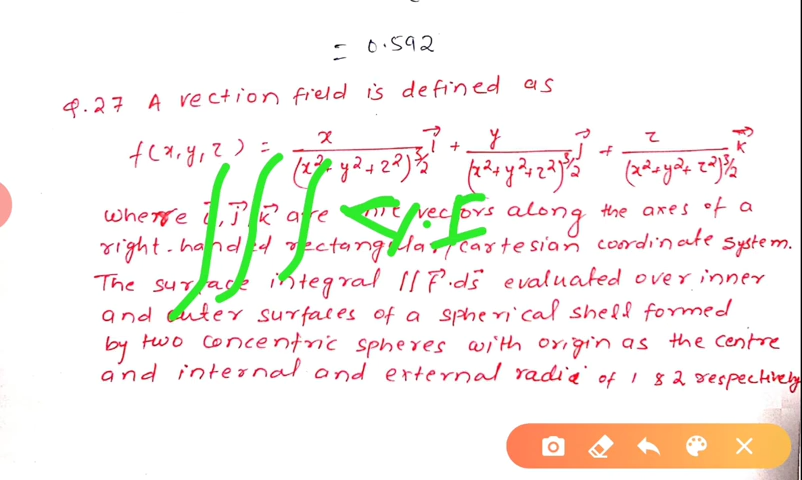 = 0.592
Q.27 A vection field is defined as
f(x,y,z) = x/(x²+y²+z²)^3/2 i⃗ + y/(x²+y²+z²)^3/2 j⃗ + z/(x²+y²+z²)^3/2 k⃗
where i⃗, j⃗, k⃗ are unit vectors along the axes of a
right-handed rectangular/cartesian coordinate system.
The surface integral ∫∫ F⃗.ds⃗ evaluated over inner
and outer surfaces of a spherical shell formed
by two concentric spheres with origin as the centre
and internal and external radii of 1 & 2 respectively
∫∫∫ ∇.F